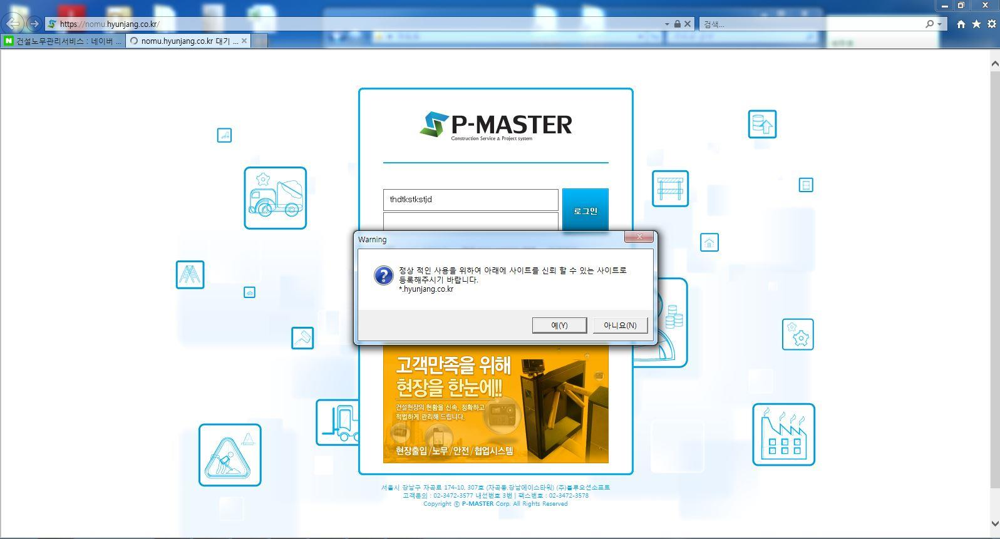 https://nomu.hyunjang.co.kr/
검색...
건설노무관리서비스 : 네이버 ...
nomu.hyunjang.co.kr 대기 ...
P-MASTER
Construction Service & Project system
thdtkstkstjd
로그인
Warning
정상 적인 사용을 위하여 아래에 사이트를 신뢰 할 수 있는 사이트로
등록해주시기 바랍니다.
*.hyunjang.co.kr
예(Y)
아니요(N)
고객만족을 위해
현장을 한눈에!!
건설현장의 현황을 신속, 정확하고
적법하게 관리해 드립니다.
현장출입/노무/안전/협업시스템
서울시 강남구 자곡로 174-10, 307호 (자곡동,강남에이스타워) (주)블루오션소프트
고객문의 : 02-3472-3577 내선번호 3번 | 팩스번호 : 02-3472-3578
Copyright ⓒ P-MASTER Corp. All Rights Reserved